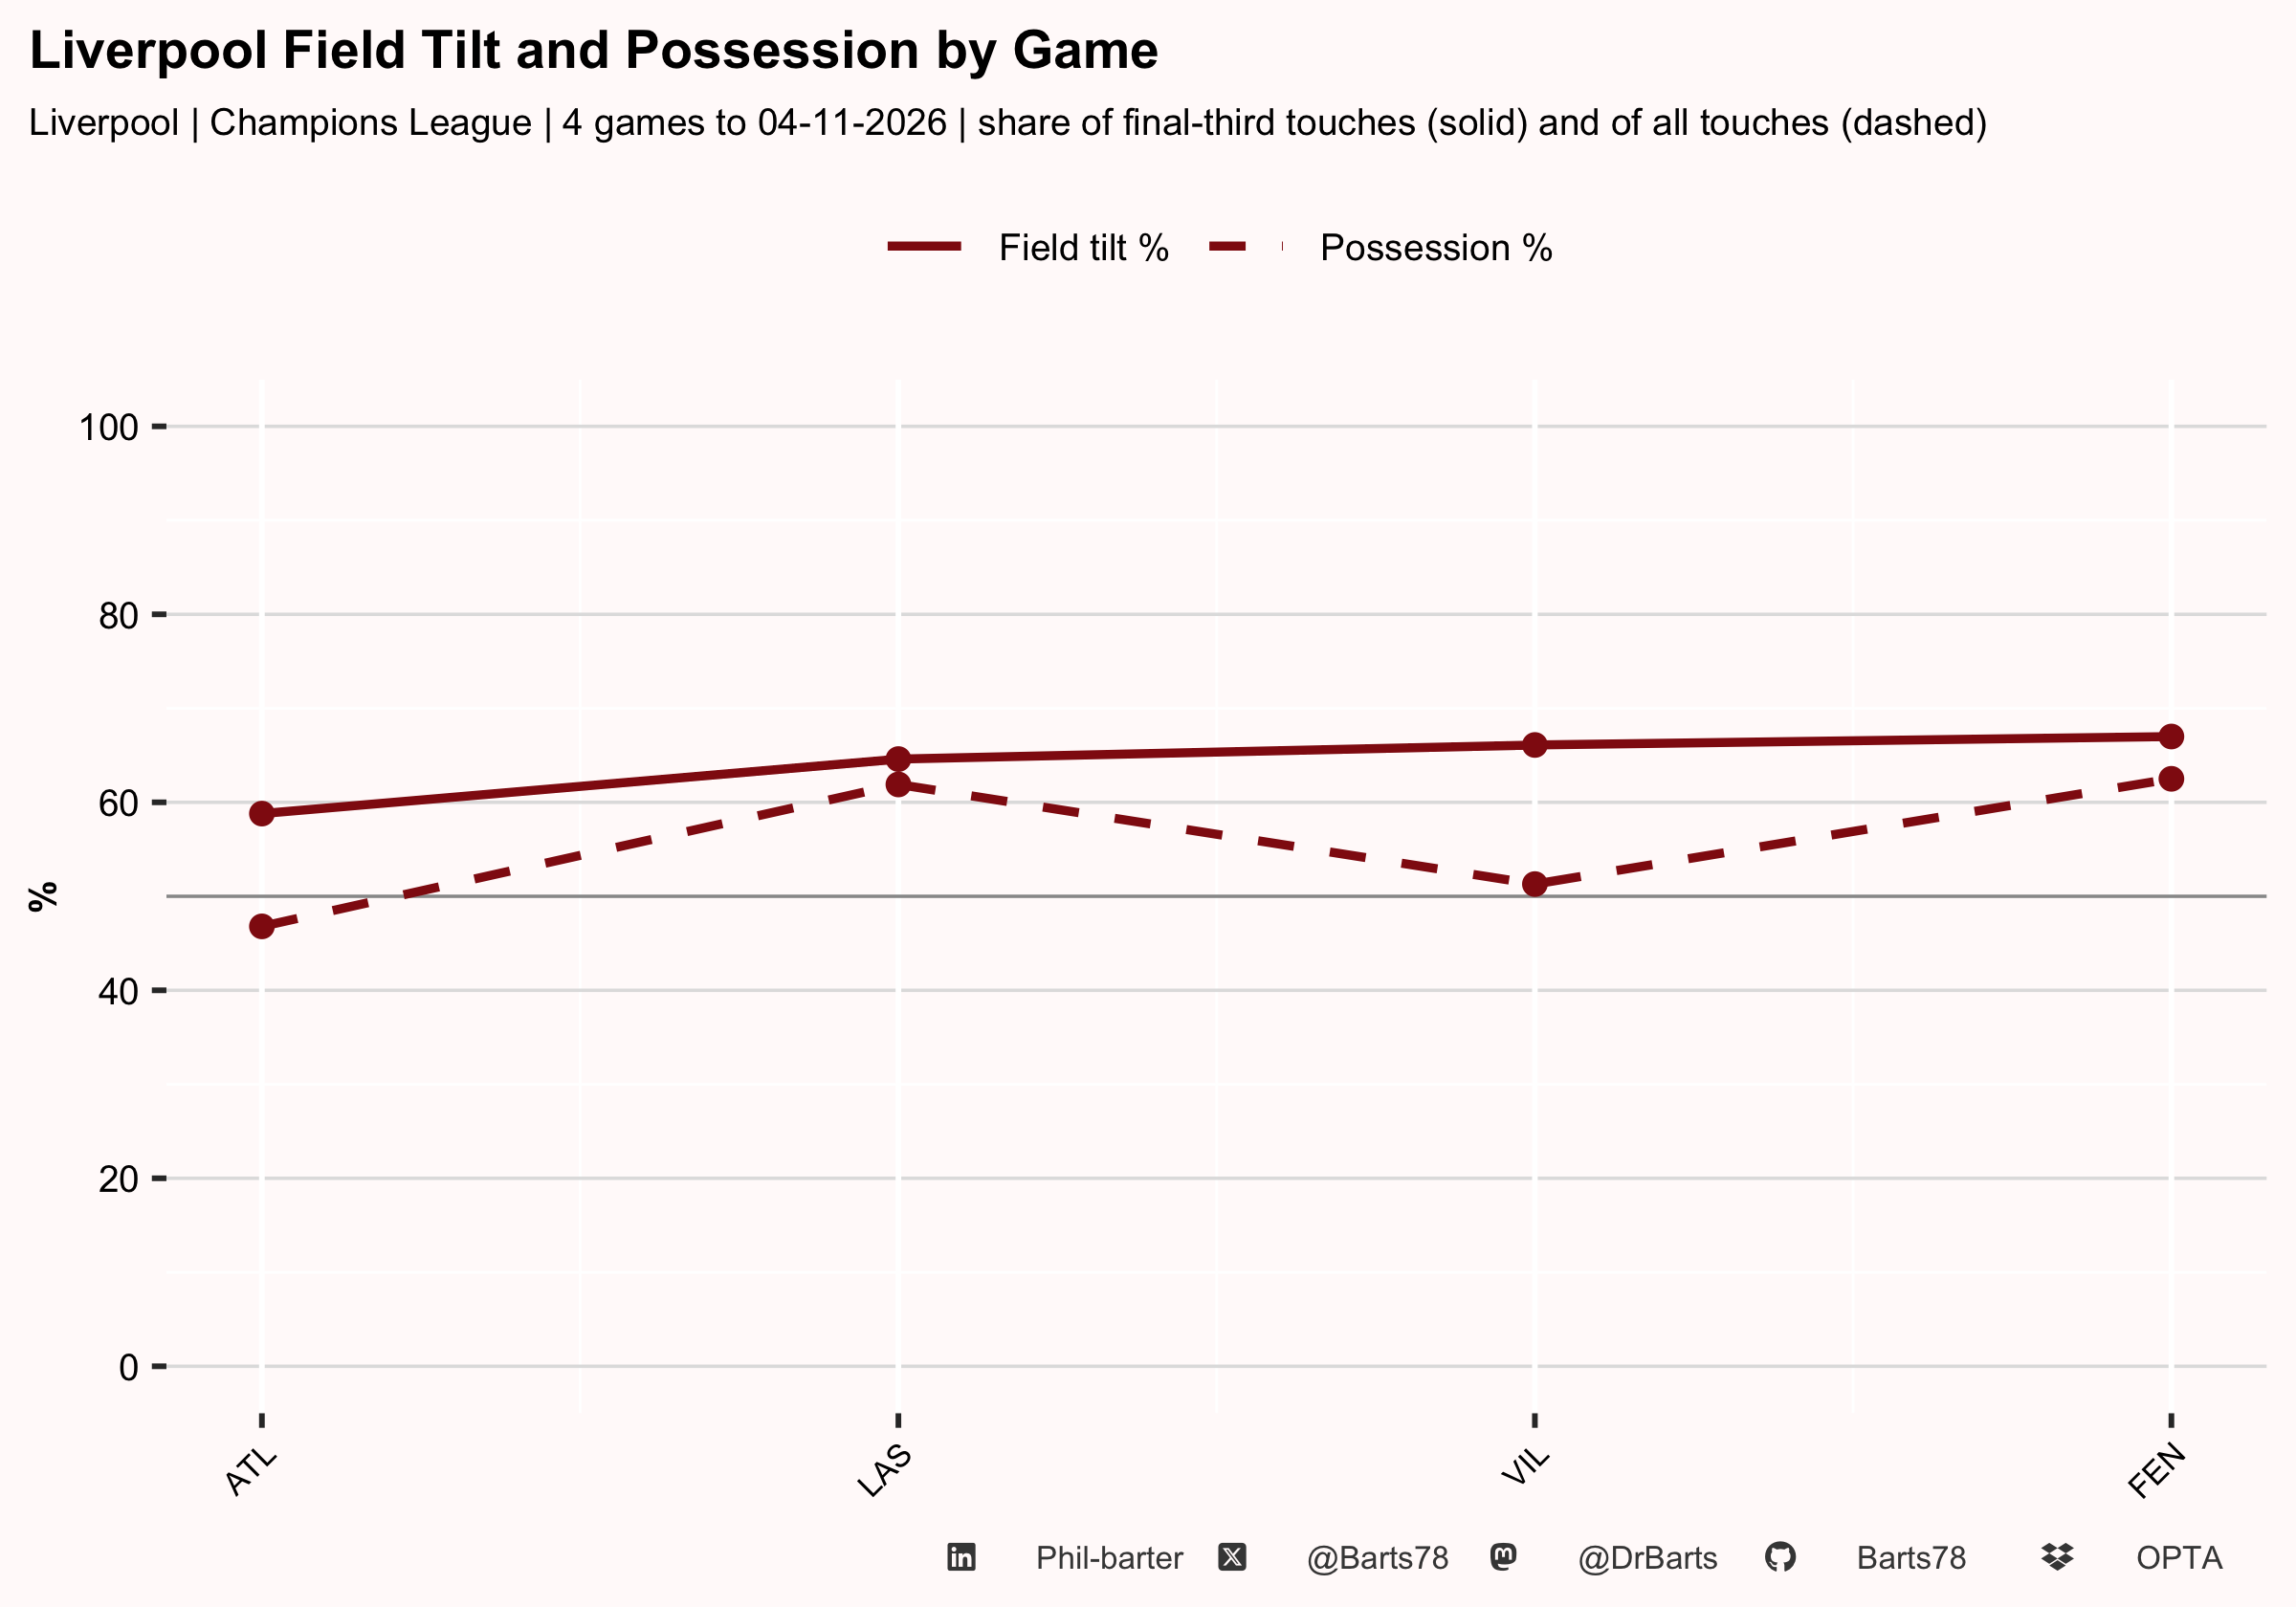 Liverpool Field Tilt and Possession by Game
Liverpool | Champions League | 4 games to 04-11-2026 | share of final-third touches (solid) and of all touches (dashed)
Field tilt % Possession %
100
80
60
40
20
0
%
ATL LAS VIL FEN
Phil-barter @Barts78 @DrBarts Barts78 OPTA